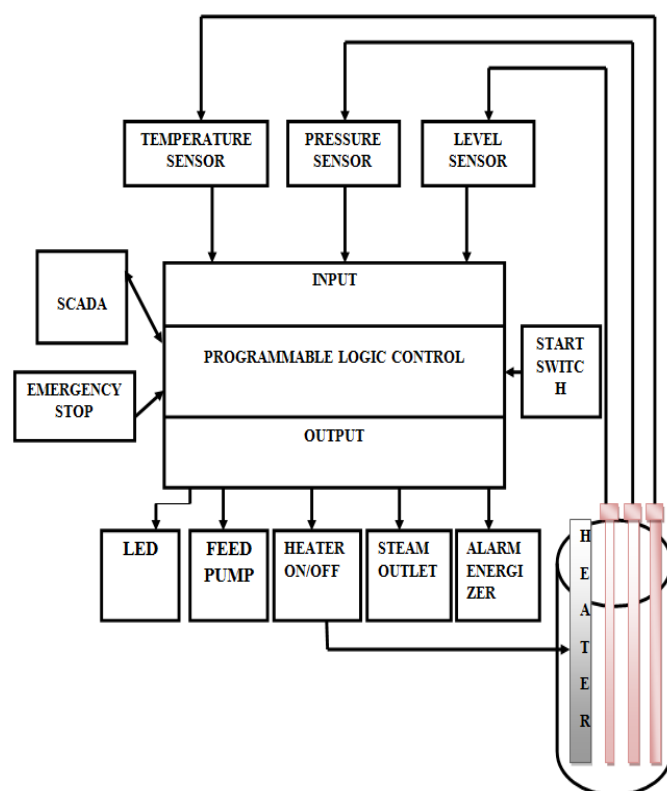 TEMPERATURE
SENSOR
PRESSURE
SENSOR
LEVEL
SENSOR
INPUT
SCADA
PROGRAMMABLE LOGIC CONTROL
START
SWITC
H
EMERGENCY
STOP
OUTPUT
LED
FEED
PUMP
HEATER
ON/OFF
STEAM
OUTLET
ALARM
ENERGI
ZER
H
E
A
T
E
R